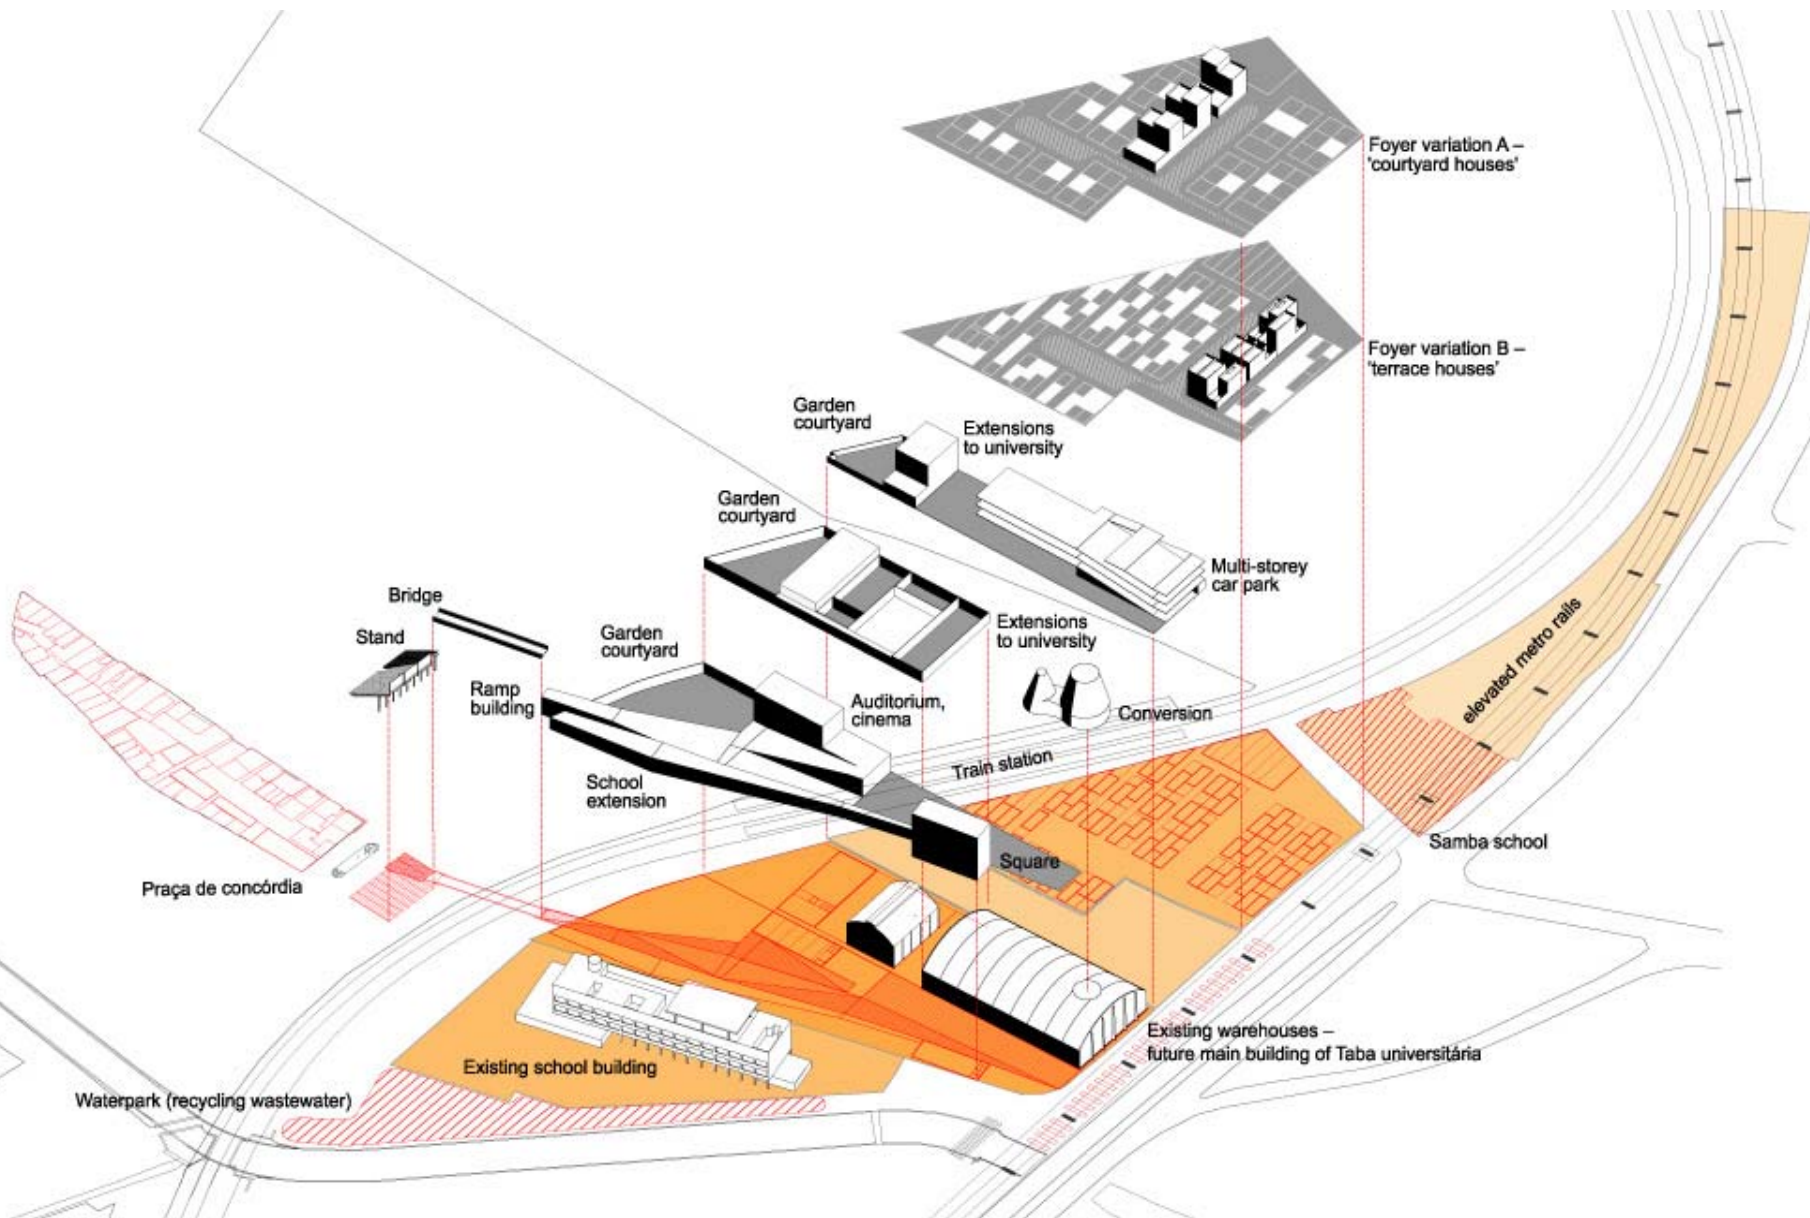 Foyer variation A –
'courtyard houses'
Foyer variation B –
'terrace houses'
Garden
courtyard
Extensions
to university
Garden
courtyard
Multi-storey
car park
Bridge
Stand
Garden
courtyard
Extensions
to university
elevated metro rails
Ramp
building
Auditorium,
cinema
Conversion
Train station
School
extension
Samba school
Square
Praça de concórdia
Existing warehouses –
future main building of Taba universitária
Existing school building
Waterpark (recycling wastewater)